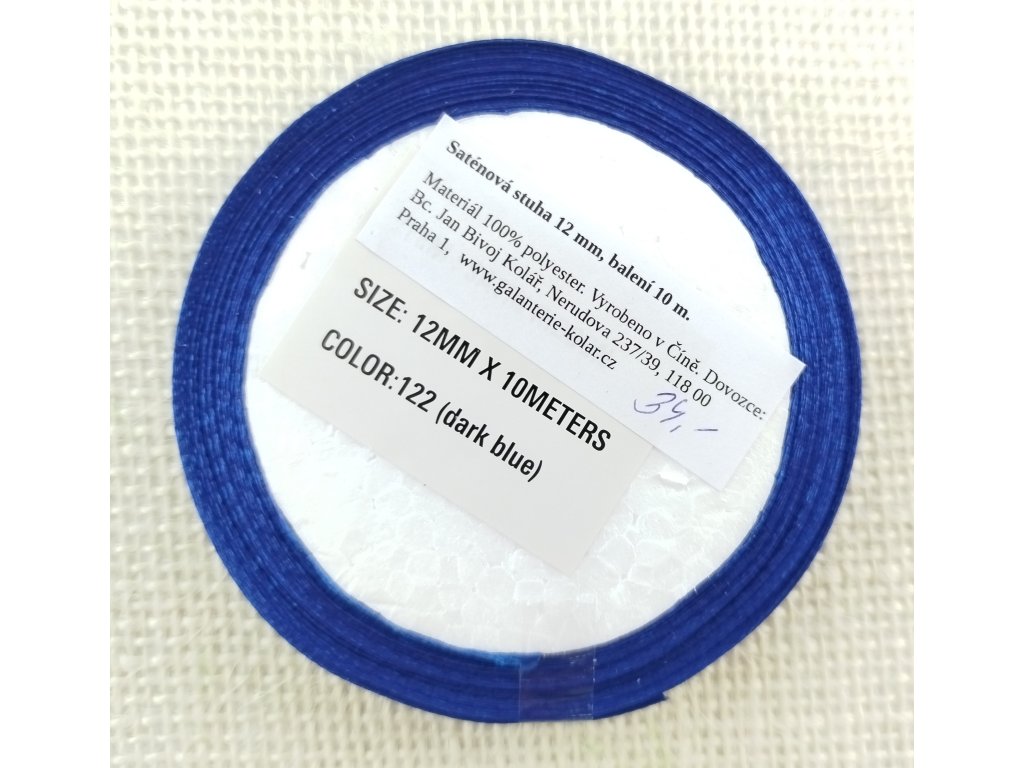 Saténová stuha 12 mm, balení 10 m.
Materiál 100% polyester. Vyrobeno v Číně. Dovozce:
Bc. Jan Bivoj Kolář, Nerudova 237/39, 118 00
Praha 1, www.galanterie-kolar.cz
34,-
SIZE: 12MM X 10METERS
COLOR:122 (dark blue)